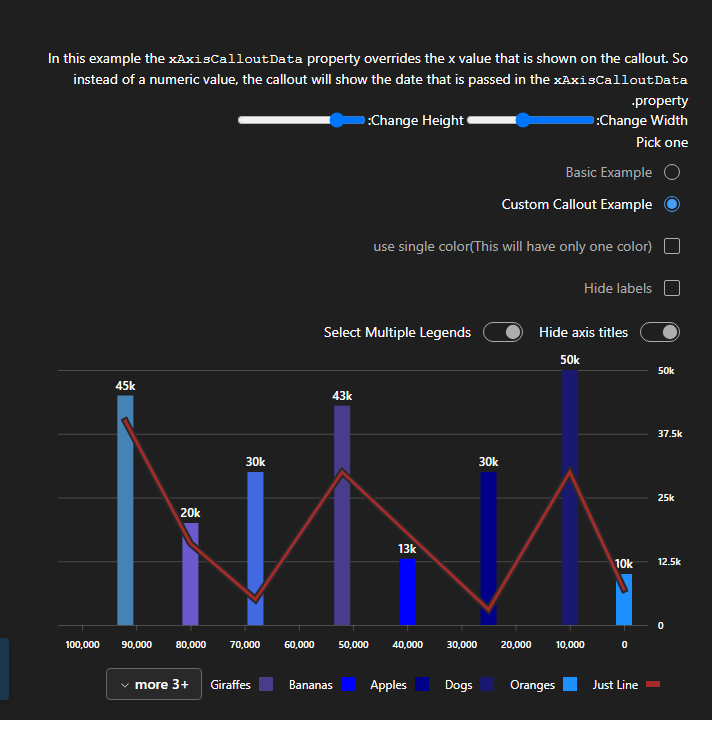 In this example the xAxisCalloutData property overrides the x value that is shown on the callout. So
instead of a numeric value, the callout will show the date that is passed in the xAxisCalloutData
.property
:Change Width
:Change Height
Pick one
Basic Example
Custom Callout Example
use single color(This will have only one color)
Hide labels
Hide axis titles
Select Multiple Legends
50k
45k
43k
30k
30k
20k
13k
10k
50k
37.5k
25k
12.5k
0
100,000 90,000 80,000 70,000 60,000 50,000 40,000 30,000 20,000 10,000 0
Just Line
Oranges
Dogs
Apples
Bananas
Giraffes
more 3+